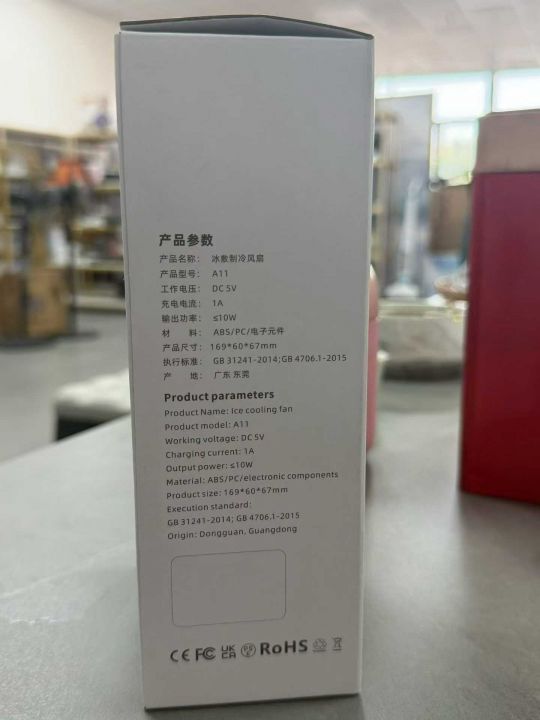 产品参数
产品名称： 冰敷制冷风扇
产品型号： A11
工作电压： DC 5V
充电电流： 1A
输出功率： ≤10W
材 料： ABS/PC/电子元件
产品尺寸： 169*60*67mm
执行标准： GB 31241-2014;GB 4706.1-2015
产 地： 广东 东莞
Product parameters
Product Name: Ice cooling fan
Product model: A11
Working voltage: DC 5V
Charging current: 1A
Output power: ≤10W
Material: ABS/PC/electronic components
Product size: 169*60*67mm
Execution standard:
GB 31241-2014; GB 4706.1-2015
Origin: Dongguan, Guangdong
CE FC UK CA RoHS